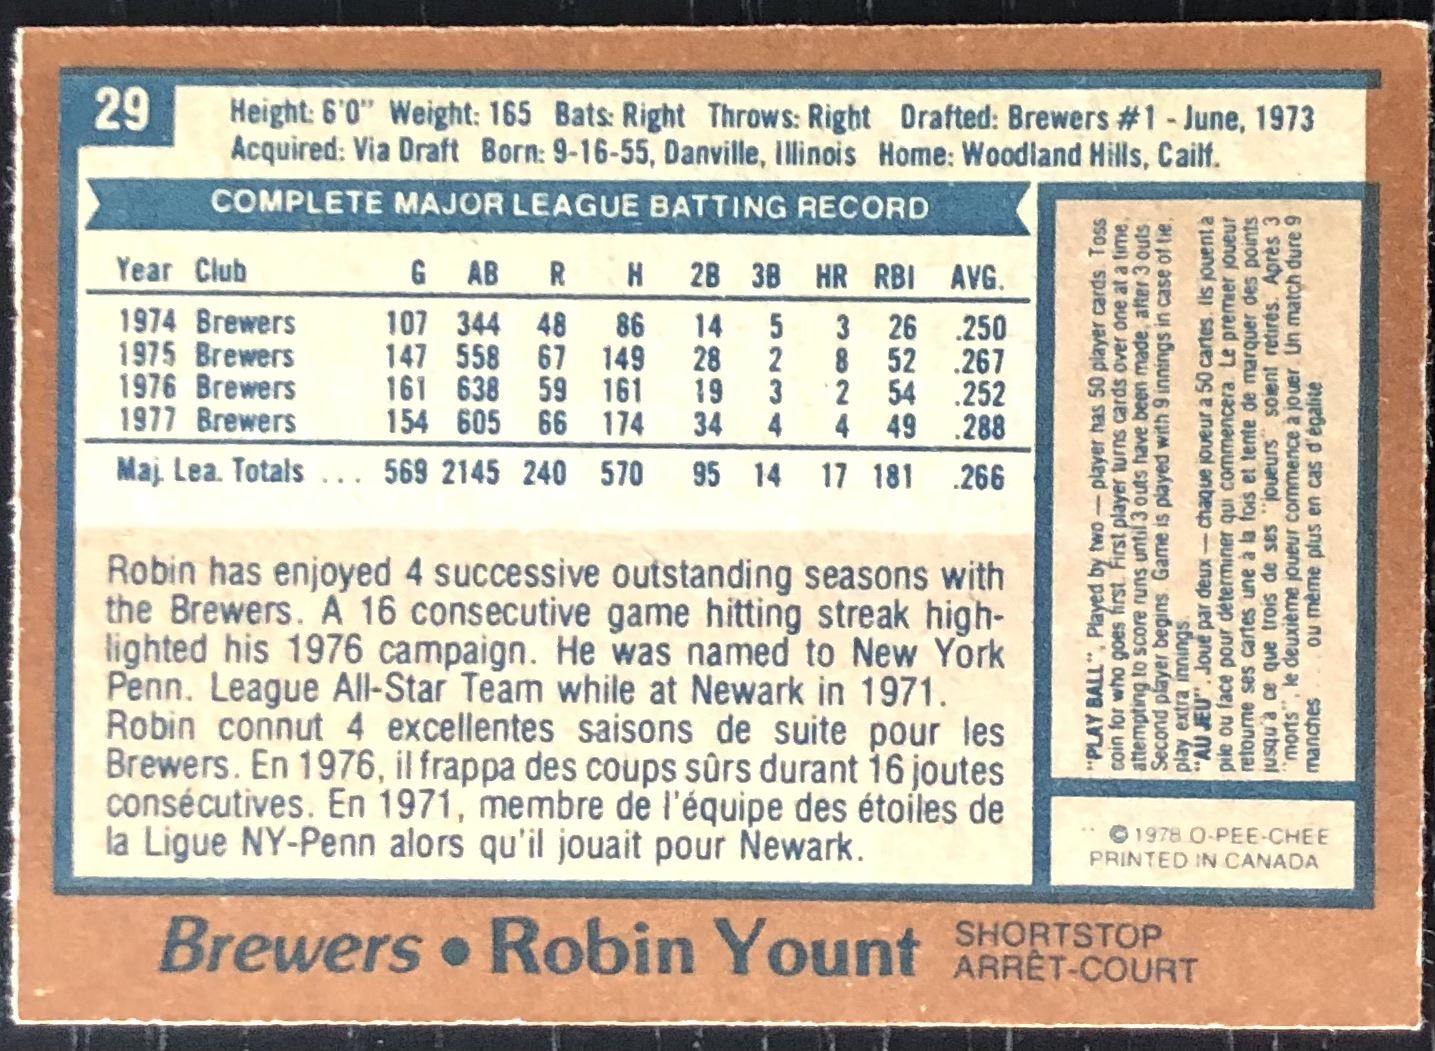 29
Height: 6'0" Weight: 165 Bats: Right Throws: Right Drafted: Brewers #1 - June, 1973
Acquired: Via Draft Born: 9-16-55, Danville, Illinois Home: Woodland Hills, Cailf.
COMPLETE MAJOR LEAGUE BATTING RECORD
Year Club G AB R H 2B 3B HR RBI AVG.
1974 Brewers 107 344 48 86 14 5 3 26 .250
1975 Brewers 147 558 67 149 28 2 8 52 .267
1976 Brewers 161 638 59 161 19 3 2 54 .252
1977 Brewers 154 605 66 174 34 4 4 49 .288
Maj. Lea. Totals ... 569 2145 240 570 95 14 17 181 .266
Robin has enjoyed 4 successive outstanding seasons with
the Brewers. A 16 consecutive game hitting streak high-
lighted his 1976 campaign. He was named to New York
Penn. League All-Star Team while at Newark in 1971.
Robin connut 4 excellentes saisons de suite pour les
Brewers. En 1976, il frappa des coups sûrs durant 16 joutes
consécutives. En 1971, membre de l'équipe des étoiles de
la Ligue NY-Penn alors qu'il jouait pour Newark.
"PLAY BALL". Played by two — player has 50 player cards. Toss
coin for who goes first. First player turns cards over one at a time,
attempting to score runs until 3 outs have been made, after 3 outs
Second player begins. Game is played with 9 innings in case of tie,
play extra innings.
"AU JEU". Joué par deux — chaque joueur a 50 cartes. Ils jouent à
pile ou face pour déterminer qui commencera. Le premier joueur
retourne ses cartes une à la fois et tente de marquer des points
jusqu'à ce que trois de ses "joueurs" soient retirés. Après 3
"morts", le deuxième joueur commence à jouer. Un match dure 9
manches ... ou même plus en cas d'égalité
© 1978 O-PEE-CHEE
PRINTED IN CANADA
Brewers • Robin Yount SHORTSTOP
ARRÊT-COURT